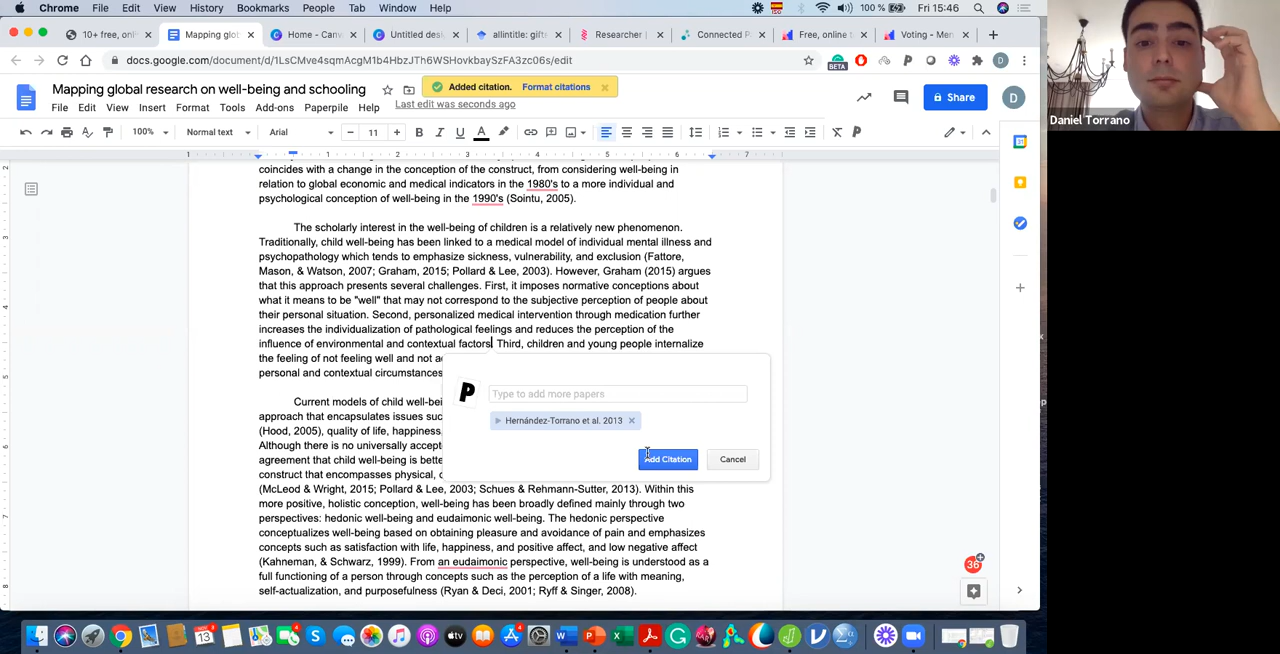 Chrome File Edit View History Bookmarks People Tab Window Help 100 % Fri 15:46
10+ free, onl
Mapping glob
Home - Canv
Untitled desi
allintitle: gifte
Researcher
Connected P
Free, online t
Voting - Men
docs.google.com/document/d/1LsCMve4sqmAcgM1b4HbzJTh6WSHovkbaySzFA3zc06s/edit
BETA
D
Mapping global research on well-being and schooling
Added citation. Format citations
File Edit View Insert Format Tools Add-ons Paperpile Help Last edit was seconds ago
Share
D
100% Normal text Arial 11
1 1 2 3 4 5 6 7
coincides with a change in the conception of the construct, from considering well-being in
relation to global economic and medical indicators in the 1980's to a more individual and
psychological conception of well-being in the 1990's (Sointu, 2005).
The scholarly interest in the well-being of children is a relatively new phenomenon.
Traditionally, child well-being has been linked to a medical model of individual mental illness and
psychopathology which tends to emphasize sickness, vulnerability, and exclusion (Fattore,
Mason, & Watson, 2007; Graham, 2015; Pollard & Lee, 2003). However, Graham (2015) argues
that this approach presents several challenges. First, it imposes normative conceptions about
what it means to be "well" that may not correspond to the subjective perception of people about
their personal situation. Second, personalized medical intervention through medication further
increases the individualization of pathological feelings and reduces the perception of the
influence of environmental and contextual factors. Third, children and young people internalize
the feeling of not feeling well and not ac
personal and contextual circumstances
Type to add more papers
Hernández-Torrano et al. 2013
Add Citation
Cancel
Current models of child well-bei
approach that encapsulates issues suc
(Hood, 2005), quality of life, happiness,
Although there is no universally accepte
agreement that child well-being is bette
construct that encompasses physical, c
(McLeod & Wright, 2015; Pollard & Lee, 2003; Schues & Rehmann-Sutter, 2013). Within this
more positive, holistic conception, well-being has been broadly defined mainly through two
perspectives: hedonic well-being and eudaimonic well-being. The hedonic perspective
conceptualizes well-being based on obtaining pleasure and avoidance of pain and emphasizes
concepts such as satisfaction with life, happiness, and positive affect, and low negative affect
(Kahneman, & Schwarz, 1999). From an eudaimonic perspective, well-being is understood as a
full functioning of a person through concepts such as the perception of a life with meaning,
self-actualization, and purposefulness (Ryan & Deci, 2001; Ryff & Singer, 2008).
36
Daniel Torrano